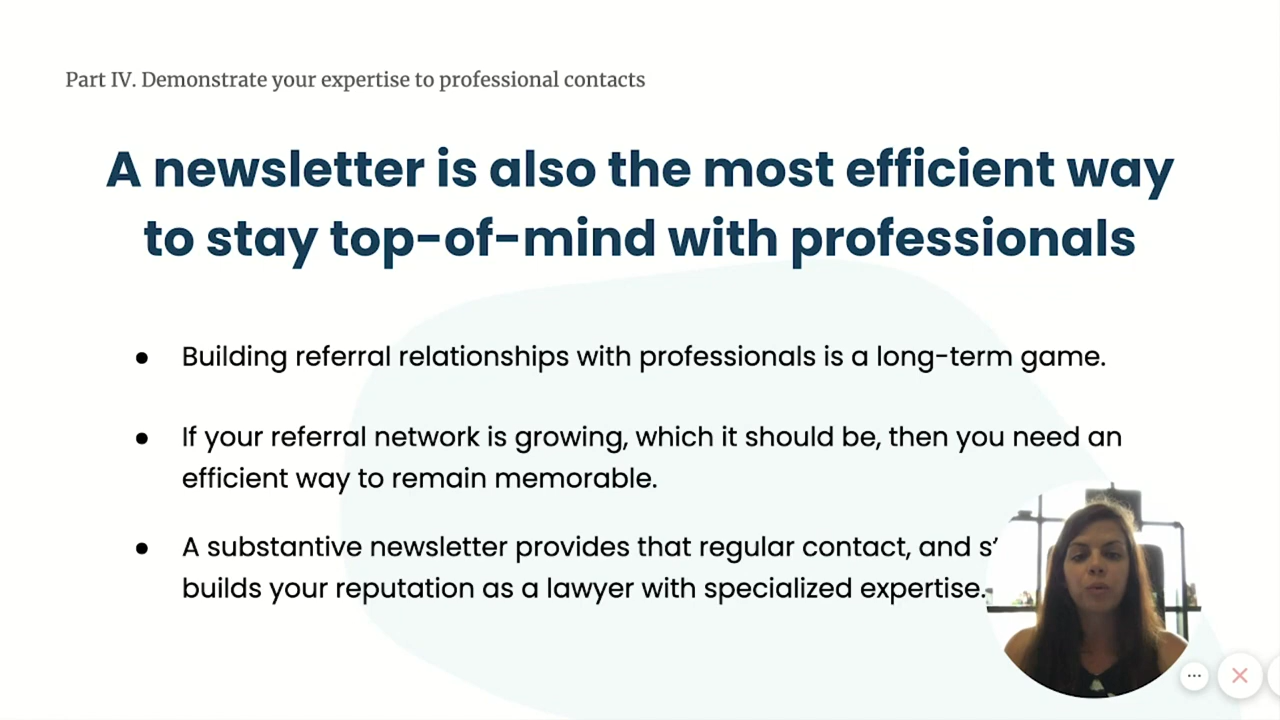 Part IV. Demonstrate your expertise to professional contacts
A newsletter is also the most efficient way
to stay top-of-mind with professionals
● Building referral relationships with professionals is a long-term game.
● If your referral network is growing, which it should be, then you need an
efficient way to remain memorable.
● A substantive newsletter provides that regular contact, and
builds your reputation as a lawyer with specialized expertise.